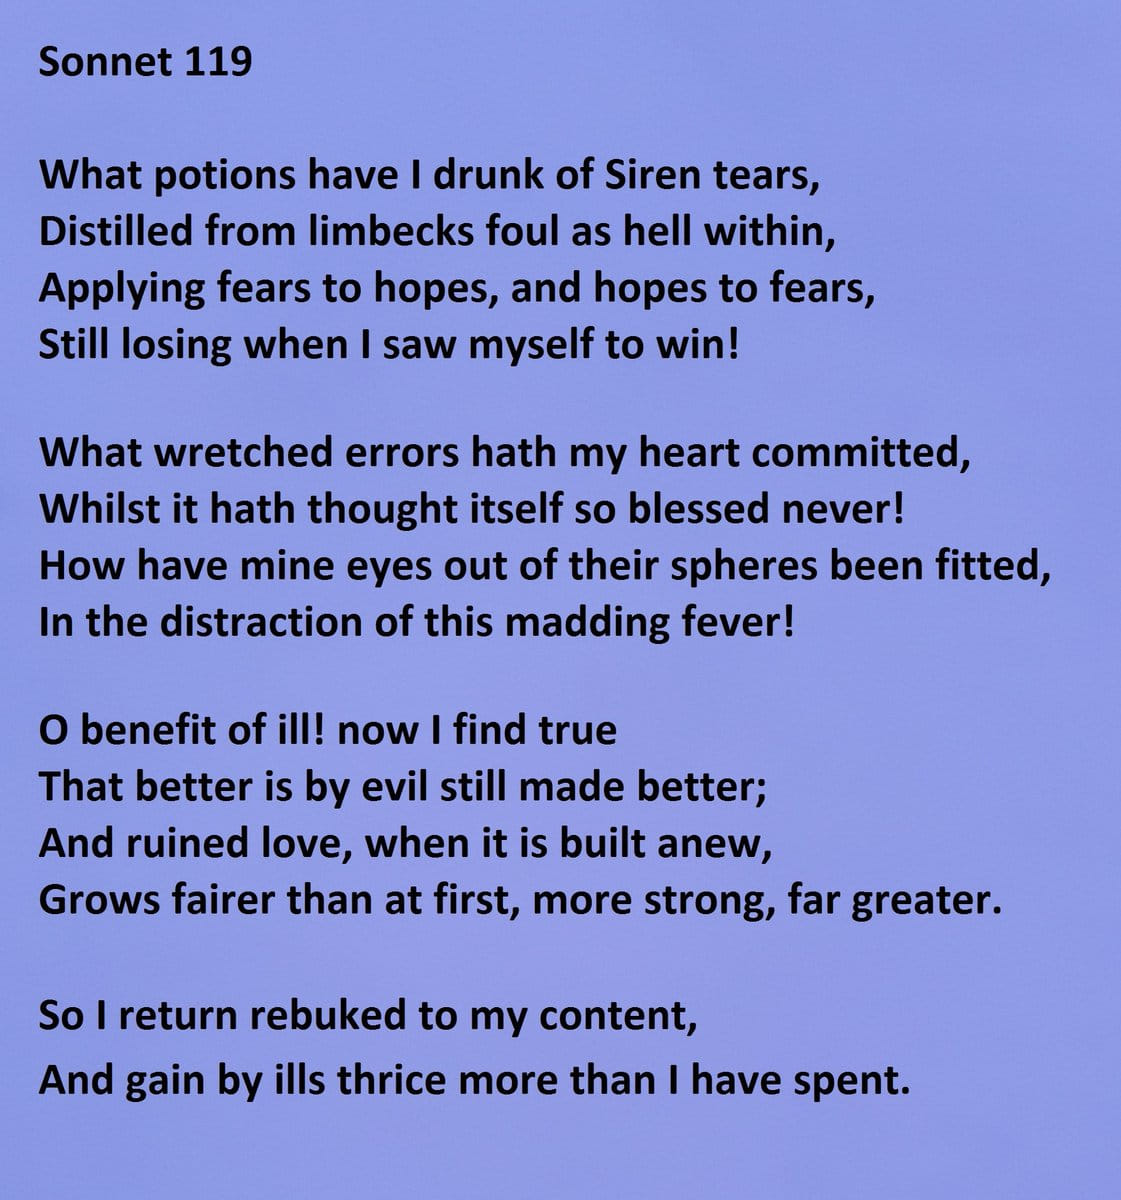 Sonnet 119
What potions have I drunk of Siren tears,
Distilled from limbecks foul as hell within,
Applying fears to hopes, and hopes to fears,
Still losing when I saw myself to win!
What wretched errors hath my heart committed,
Whilst it hath thought itself so blessed never!
How have mine eyes out of their spheres been fitted,
In the distraction of this madding fever!
O benefit of ill! now I find true
That better is by evil still made better;
And ruined love, when it is built anew,
Grows fairer than at first, more strong, far greater.
So I return rebuked to my content,
And gain by ills thrice more than I have spent.